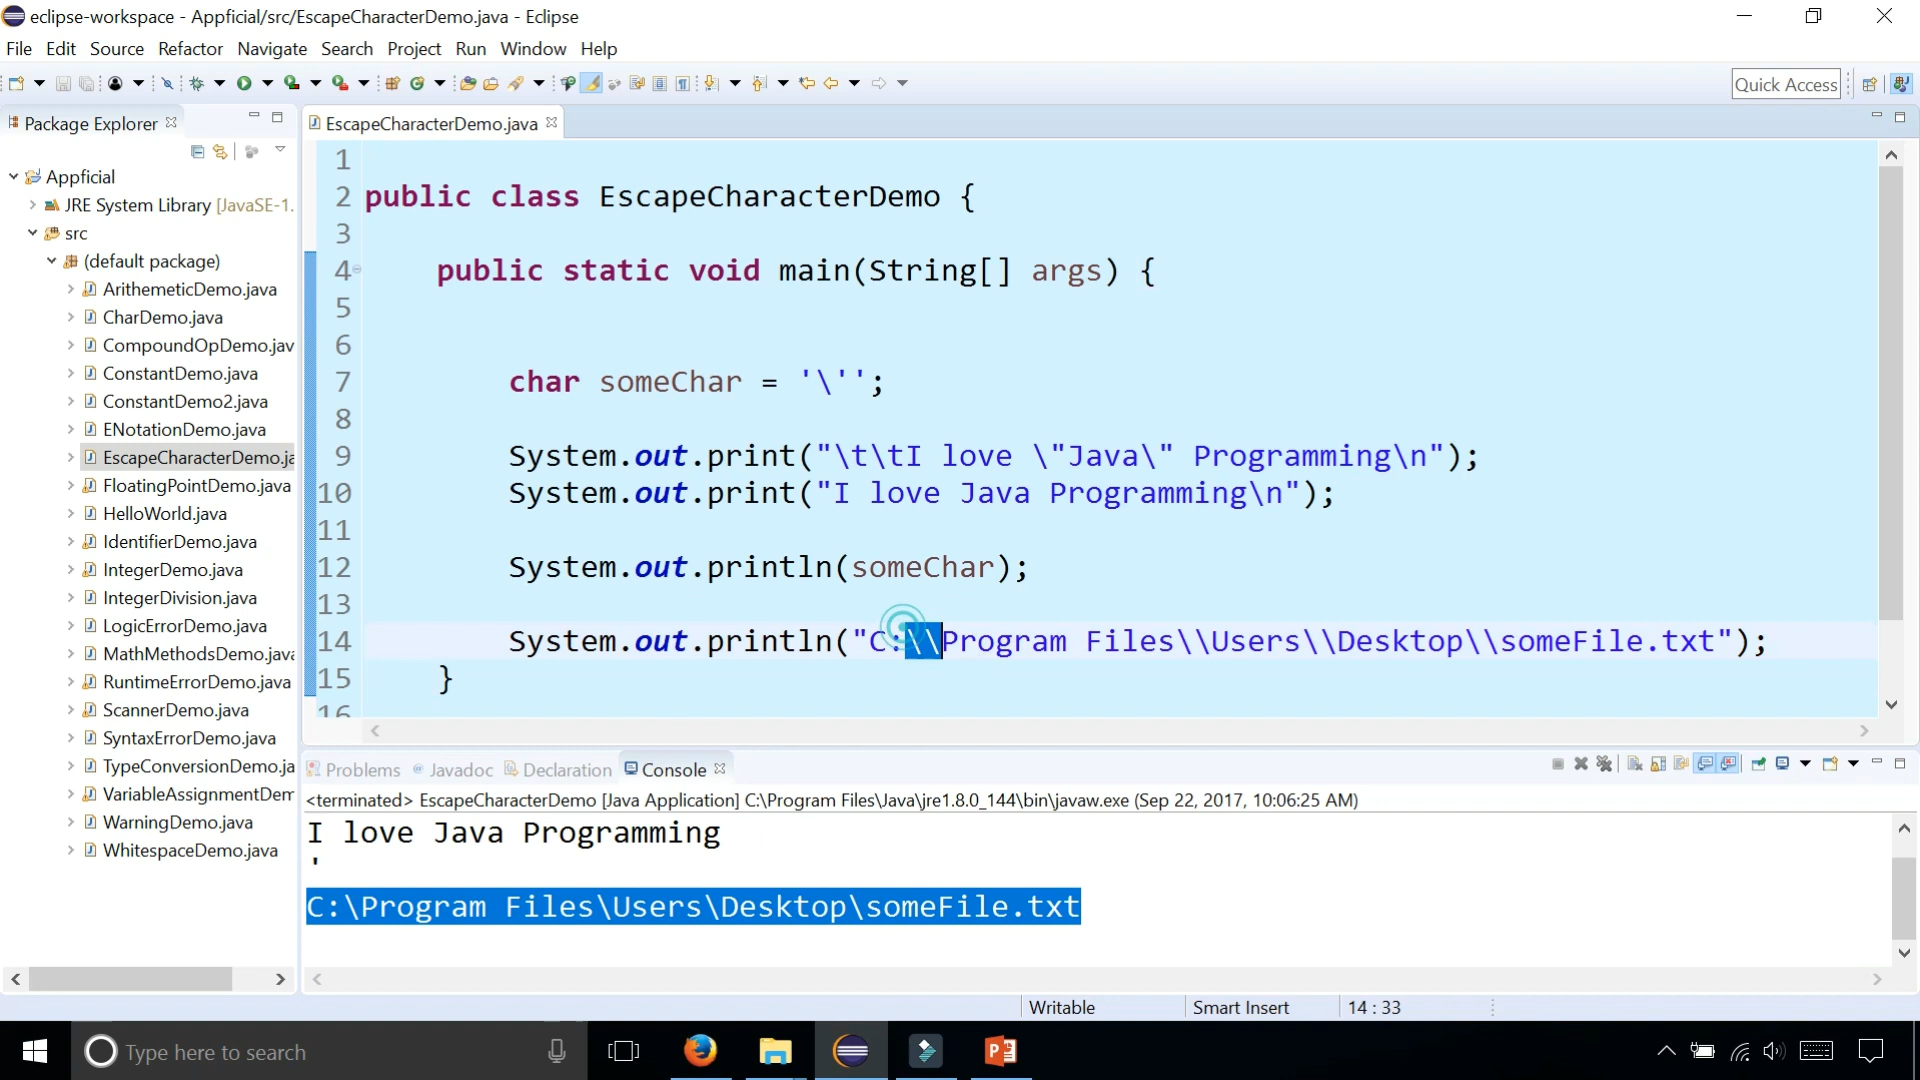 eclipse-workspace - Appficial/src/EscapeCharacterDemo.java - Eclipse
File Edit Source Refactor Navigate Search Project Run Window Help
Quick Access
Package Explorer
EscapeCharacterDemo.java
Appficial
JRE System Library [JavaSE-1.
src
(default package)
ArithemeticDemo.java
CharDemo.java
CompoundOpDemo.jav
ConstantDemo.java
ConstantDemo2.java
ENotationDemo.java
EscapeCharacterDemo.ja
FloatingPointDemo.java
HelloWorld.java
IdentifierDemo.java
IntegerDemo.java
IntegerDivision.java
LogicErrorDemo.java
MathMethodsDemo.java
RuntimeErrorDemo.java
ScannerDemo.java
SyntaxErrorDemo.java
TypeConversionDemo.ja
VariableAssignmentDem
WarningDemo.java
WhitespaceDemo.java
1
2 public class EscapeCharacterDemo {
3
4 public static void main(String[] args) {
5
6
7 char someChar = '\'';
8
9 System.out.print("\t\tI love \"Java\" Programming\n");
10 System.out.print("I love Java Programming\n");
11
12 System.out.println(someChar);
13
14 System.out.println("C:\\Program Files\\Users\\Desktop\\someFile.txt");
15 }
16
Problems Javadoc Declaration Console
<terminated> EscapeCharacterDemo [Java Application] C:\Program Files\Java\jre1.8.0_144\bin\javaw.exe (Sep 22, 2017, 10:06:25 AM)
I love Java Programming
'
C:\Program Files\Users\Desktop\someFile.txt
Writable Smart Insert 14 : 33
Type here to search